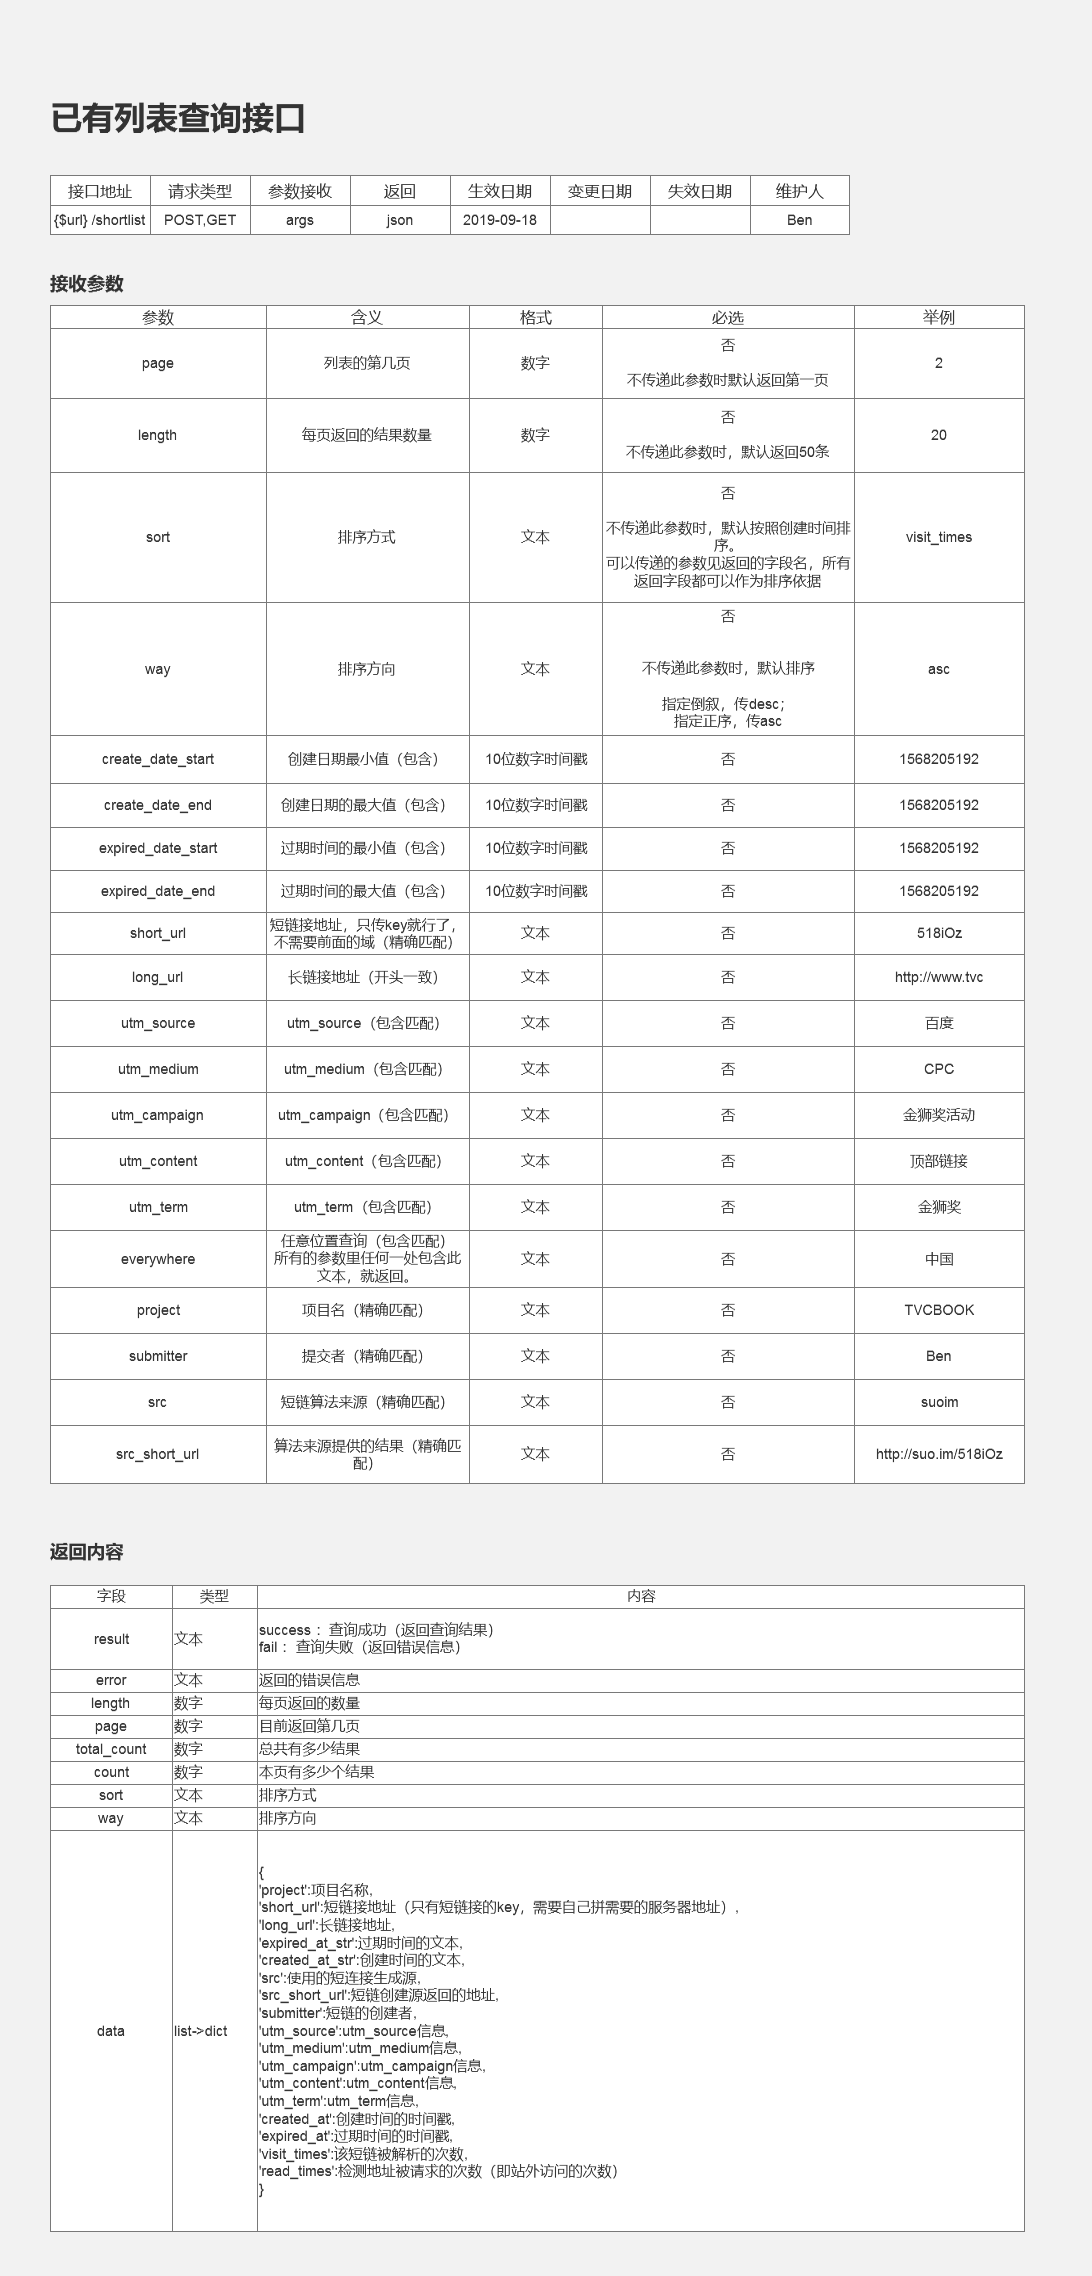 已有列表查询接口
接口地址 请求类型 参数接收 返回 生效日期 变更日期 失效日期 维护人
{$url} /shortlist POST,GET args json 2019-09-18 Ben
接收参数
参数 含义 格式 必选 举例
page 列表的第几页 数字 否 2
不传递此参数时默认返回第一页
length 每页返回的结果数量 数字 否 20
不传递此参数时，默认返回50条
sort 排序方式 文本 否 visit_times
不传递此参数时，默认按照创建时间排
序。
可以传递的参数见返回的字段名，所有
返回字段都可以作为排序依据
way 排序方向 文本 否 asc
不传递此参数时，默认排序
指定倒叙，传desc；
指定正序，传asc
create_date_start 创建日期最小值（包含） 10位数字时间戳 否 1568205192
create_date_end 创建日期的最大值（包含） 10位数字时间戳 否 1568205192
expired_date_start 过期时间的最小值（包含） 10位数字时间戳 否 1568205192
expired_date_end 过期时间的最大值（包含） 10位数字时间戳 否 1568205192
short_url 短链接地址，只传key就行了， 文本 否 518iOz
不需要前面的域（精确匹配）
long_url 长链接地址（开头一致） 文本 否 http://www.tvc
utm_source utm_source（包含匹配） 文本 否 百度
utm_medium utm_medium（包含匹配） 文本 否 CPC
utm_campaign utm_campaign（包含匹配） 文本 否 金狮奖活动
utm_content utm_content（包含匹配） 文本 否 顶部链接
utm_term utm_term（包含匹配） 文本 否 金狮奖
everywhere 任意位置查询（包含匹配） 文本 否 中国
所有的参数里任何一处包含此
文本，就返回。
project 项目名（精确匹配） 文本 否 TVCBOOK
submitter 提交者（精确匹配） 文本 否 Ben
src 短链算法来源（精确匹配） 文本 否 suoim
src_short_url 算法来源提供的结果（精确匹 文本 否 http://suo.im/518iOz
配）
返回内容
字段 类型 内容
result 文本 success ：查询成功（返回查询结果）
fail ：查询失败（返回错误信息）
error 文本 返回的错误信息
length 数字 每页返回的数量
page 数字 目前返回第几页
total_count 数字 总共有多少结果
count 数字 本页有多少个结果
sort 文本 排序方式
way 文本 排序方向
data list->dict {
'project':项目名称,
'short_url':短链接地址（只有短链接的key，需要自己拼需要的服务器地址）,
'long_url':长链接地址,
'expired_at_str':过期时间的文本,
'created_at_str':创建时间的文本,
'src':使用的短连接生成源,
'src_short_url':短链创建源返回的地址,
'submitter':短链的创建者,
'utm_source':utm_source信息,
'utm_medium':utm_medium信息,
'utm_campaign':utm_campaign信息,
'utm_content':utm_content信息,
'utm_term':utm_term信息,
'created_at':创建时间的时间戳,
'expired_at':过期时间的时间戳,
'visit_times':该短链被解析的次数,
'read_times':检测地址被请求的次数（即站外访问的次数）
}